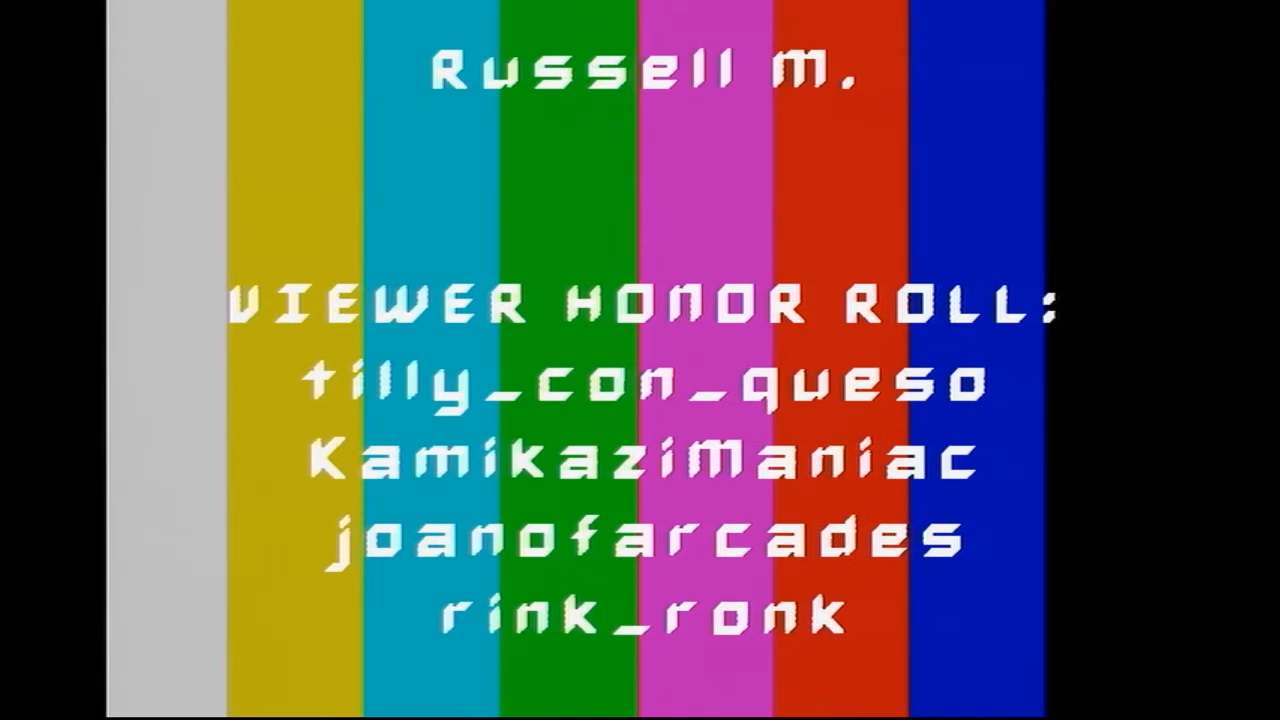 Russell M.
VIEWER HONOR ROLL:
tilly_con_queso
KamikaziManiac
joanofarcades
rink_ronk